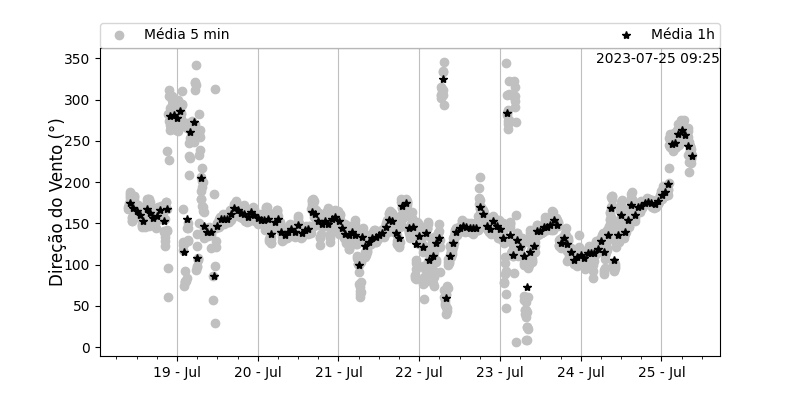 Média 5 min
Média 1h
2023-07-25 09:25
Direção do Vento (°)
350
300
250
200
150
100
50
0
19 - Jul
20 - Jul
21 - Jul
22 - Jul
23 - Jul
24 - Jul
25 - Jul